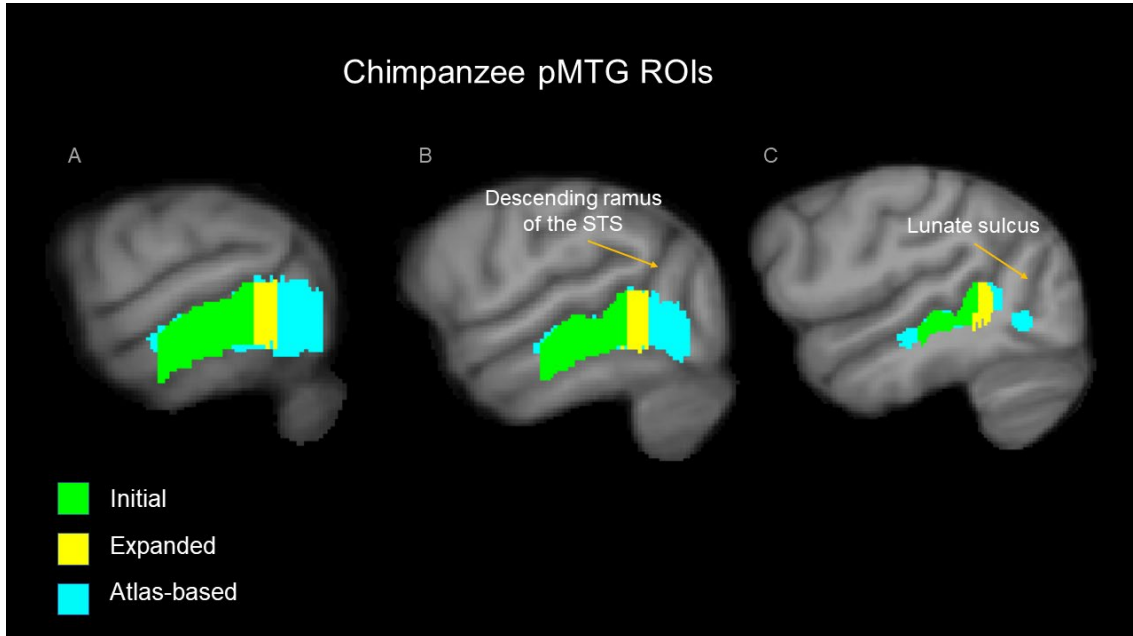 Chimpanzee pMTG ROIs
A
B
C
Descending ramus
of the STS
Lunate sulcus
Initial
Expanded
Atlas-based